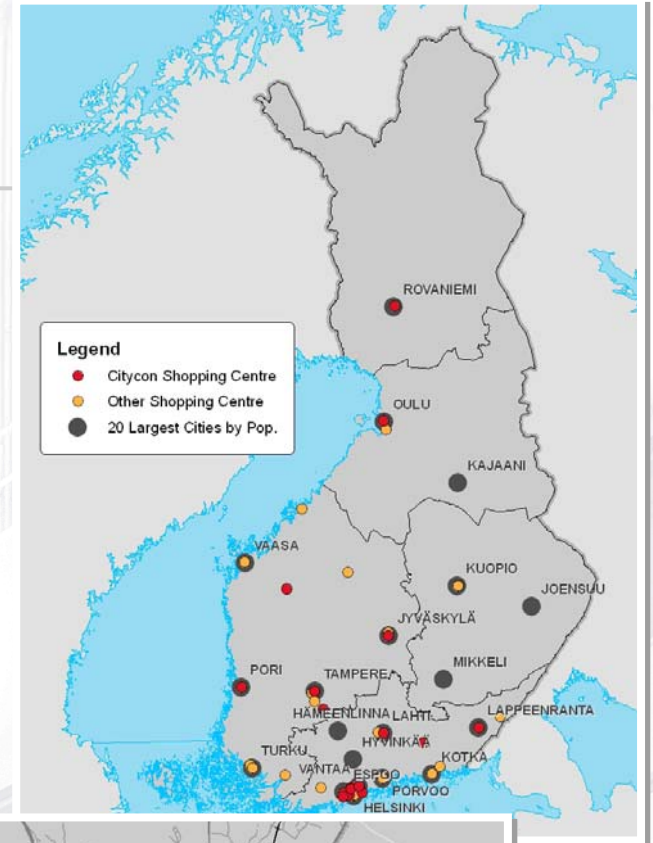 ROVANIEMI
Legend
Citycon Shopping Centre
Other Shopping Centre
20 Largest Cities by Pop.
OULU
KAJAANI
VAASA
KUOPIO
JOENSUU
JYVÄSKYLÄ
MIKKELI
PORI
TAMPERE
HÄMEENLINNA
LAHTI
LAPPEENRANTA
HYVINKÄÄ
TURKU
KOTKA
VANTAA
ESPOO
PORVOO
HELSINKI